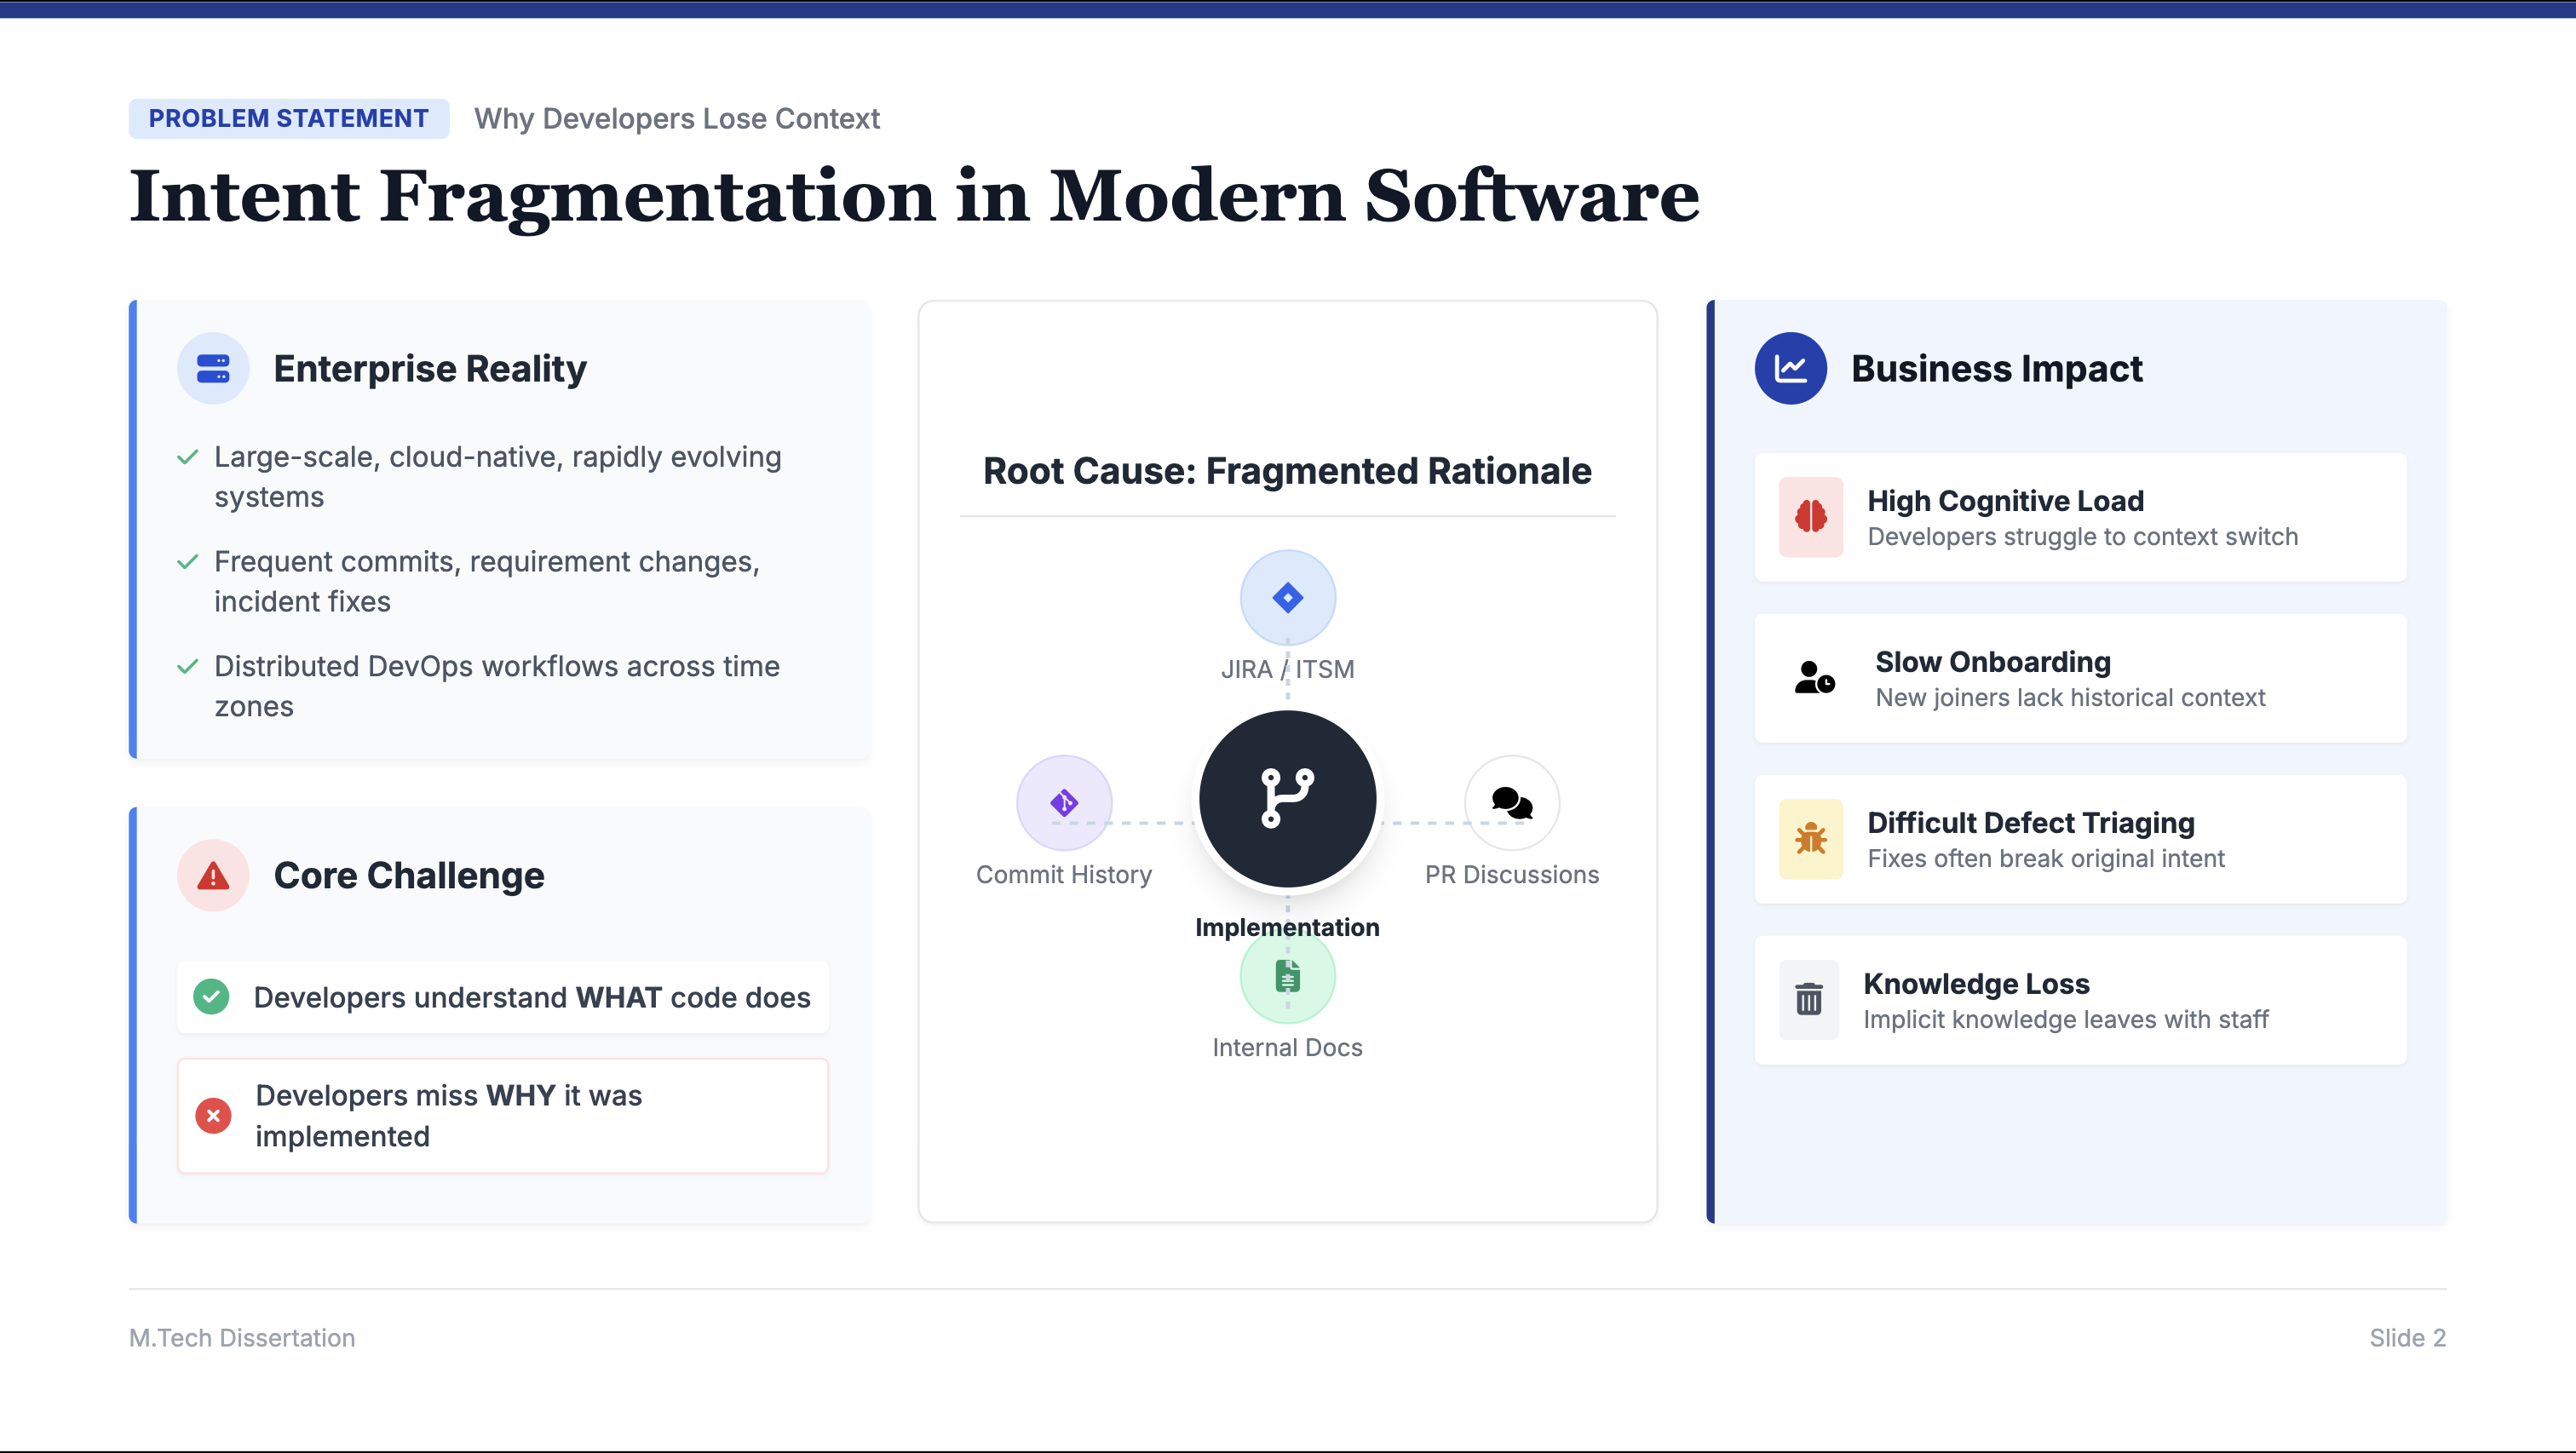 PROBLEM STATEMENT
Why Developers Lose Context
Intent Fragmentation in Modern Software
Enterprise Reality
Large-scale, cloud-native, rapidly evolving
systems
Frequent commits, requirement changes,
incident fixes
Distributed DevOps workflows across time
zones
Core Challenge
Developers understand WHAT code does
Developers miss WHY it was
implemented
Root Cause: Fragmented Rationale
JIRA / ITSM
Commit History
PR Discussions
Implementation
Internal Docs
Business Impact
High Cognitive Load
Developers struggle to context switch
Slow Onboarding
New joiners lack historical context
Difficult Defect Triaging
Fixes often break original intent
Knowledge Loss
Implicit knowledge leaves with staff
M.Tech Dissertation
Slide 2